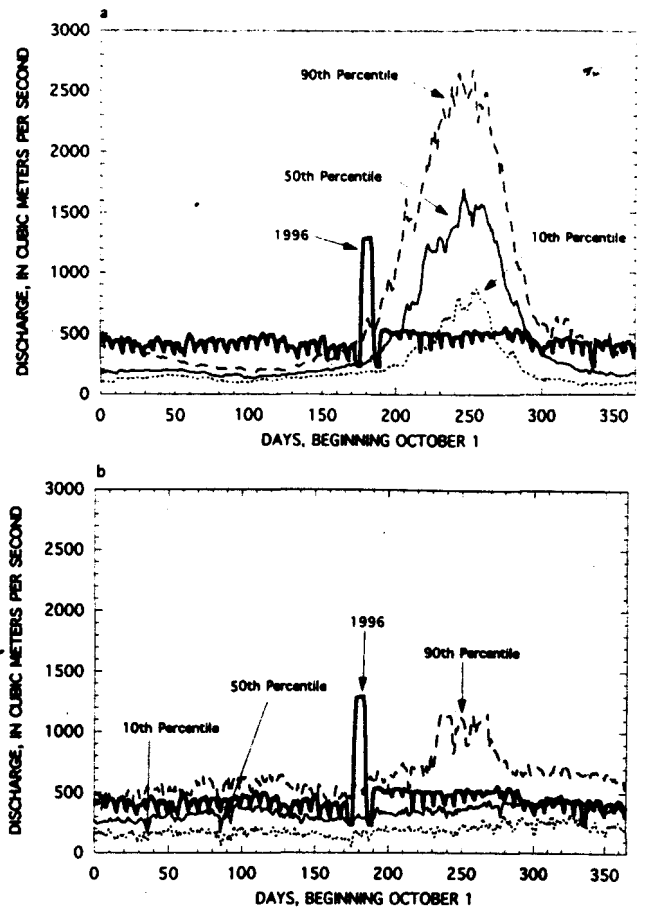 a
3000
2500
2000
1500
1000
500
0
DISCHARGE, IN CUBIC METERS PER SECOND
90th Percentile
50th Percentile
1996
10th Percentile
0 50 100 150 200 250 300 350
DAYS, BEGINNING OCTOBER 1
b
3000
2500
2000
1500
1000
500
0
DISCHARGE, IN CUBIC METERS PER SECOND
1996
90th Percentile
50th Percentile
10th Percentile
0 50 100 150 200 250 300 350
DAYS, BEGINNING OCTOBER 1